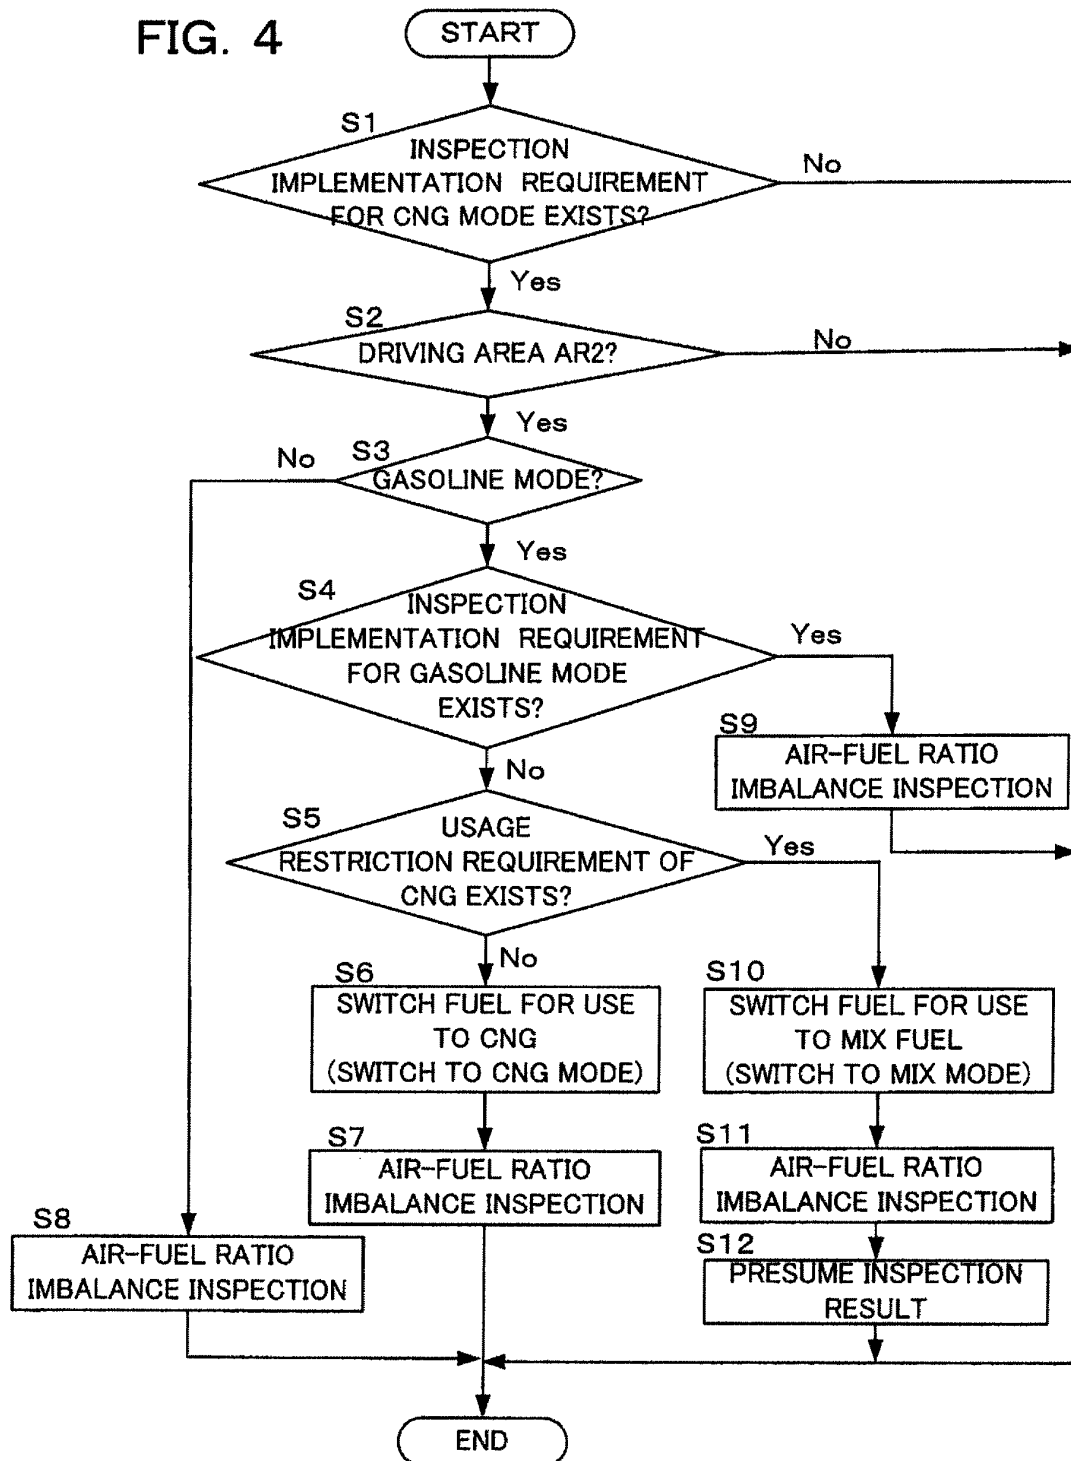 FIG. 4
START
S1
INSPECTION
IMPLEMENTATION REQUIREMENT
FOR CNG MODE EXISTS?
No
Yes
S2
DRIVING AREA AR2?
No
Yes
S3
No
GASOLINE MODE?
Yes
S4
INSPECTION
IMPLEMENTATION REQUIREMENT
FOR GASOLINE MODE
EXISTS?
Yes
No
S9
AIR-FUEL RATIO
IMBALANCE INSPECTION
S5
USAGE
RESTRICTION REQUIREMENT OF
CNG EXISTS?
Yes
No
S6
SWITCH FUEL FOR USE
TO CNG
(SWITCH TO CNG MODE)
S10
SWITCH FUEL FOR USE
TO MIX FUEL
(SWITCH TO MIX MODE)
S7
AIR-FUEL RATIO
IMBALANCE INSPECTION
S11
AIR-FUEL RATIO
IMBALANCE INSPECTION
S8
AIR-FUEL RATIO
IMBALANCE INSPECTION
S12
PRESUME INSPECTION
RESULT
END